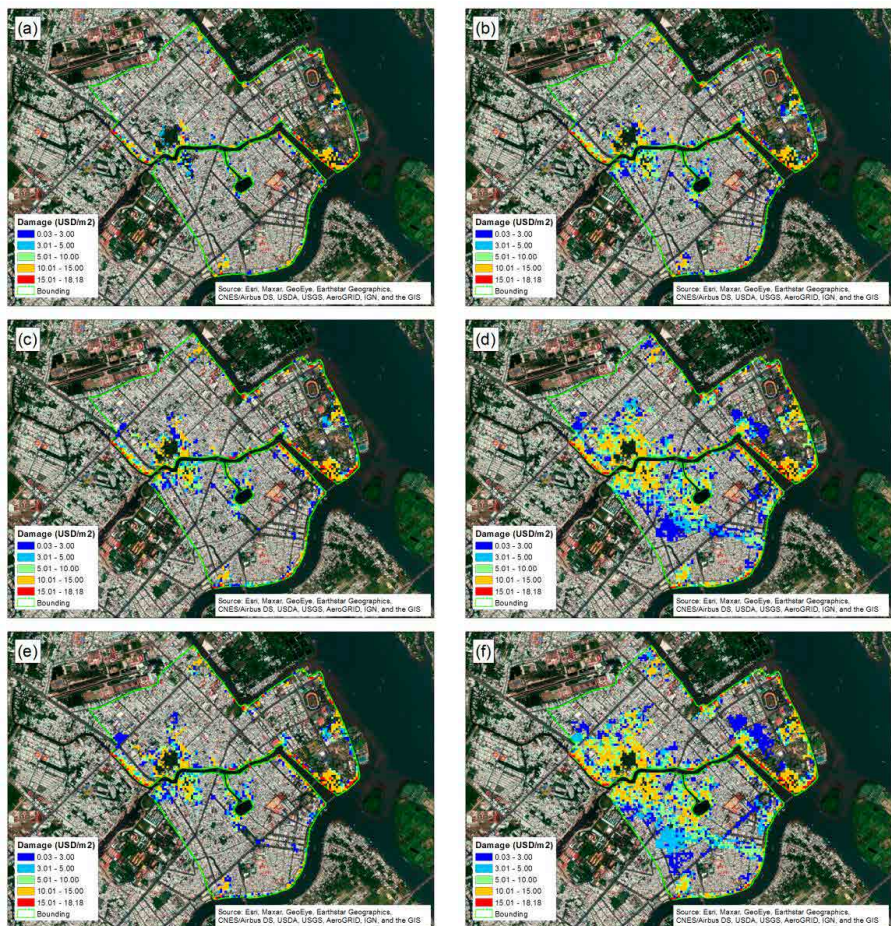 (a)
Damage (USD/m2)
0.03 - 3.00
3.01 - 5.00
5.01 - 10.00
10.01 - 15.00
15.01 - 18.18
Bounding
Source: Esri, Maxar, GeoEye, Earthstar Geographics,
CNES/Airbus DS, USDA, USGS, AeroGRID, IGN, and the GIS
(b)
Damage (USD/m2)
0.03 - 3.00
3.01 - 5.00
5.01 - 10.00
10.01 - 15.00
15.01 - 18.18
Bounding
Source: Esri, Maxar, GeoEye, Earthstar Geographics,
CNES/Airbus DS, USDA, USGS, AeroGRID, IGN, and the GIS
(c)
Damage (USD/m2)
0.03 - 3.00
3.01 - 5.00
5.01 - 10.00
10.01 - 15.00
15.01 - 18.18
Bounding
Source: Esri, Maxar, GeoEye, Earthstar Geographics,
CNES/Airbus DS, USDA, USGS, AeroGRID, IGN, and the GIS
(d)
Damage (USD/m2)
0.03 - 3.00
3.01 - 5.00
5.01 - 10.00
10.01 - 15.00
15.01 - 18.18
Bounding
Source: Esri, Maxar, GeoEye, Earthstar Geographics,
CNES/Airbus DS, USDA, USGS, AeroGRID, IGN, and the GIS
(e)
Damage (USD/m2)
0.03 - 3.00
3.01 - 5.00
5.01 - 10.00
10.01 - 15.00
15.01 - 18.18
Bounding
Source: Esri, Maxar, GeoEye, Earthstar Geographics,
CNES/Airbus DS, USDA, USGS, AeroGRID, IGN, and the GIS
(f)
Damage (USD/m2)
0.03 - 3.00
3.01 - 5.00
5.01 - 10.00
10.01 - 15.00
15.01 - 18.18
Bounding
Source: Esri, Maxar, GeoEye, Earthstar Geographics,
CNES/Airbus DS, USDA, USGS, AeroGRID, IGN, and the GIS